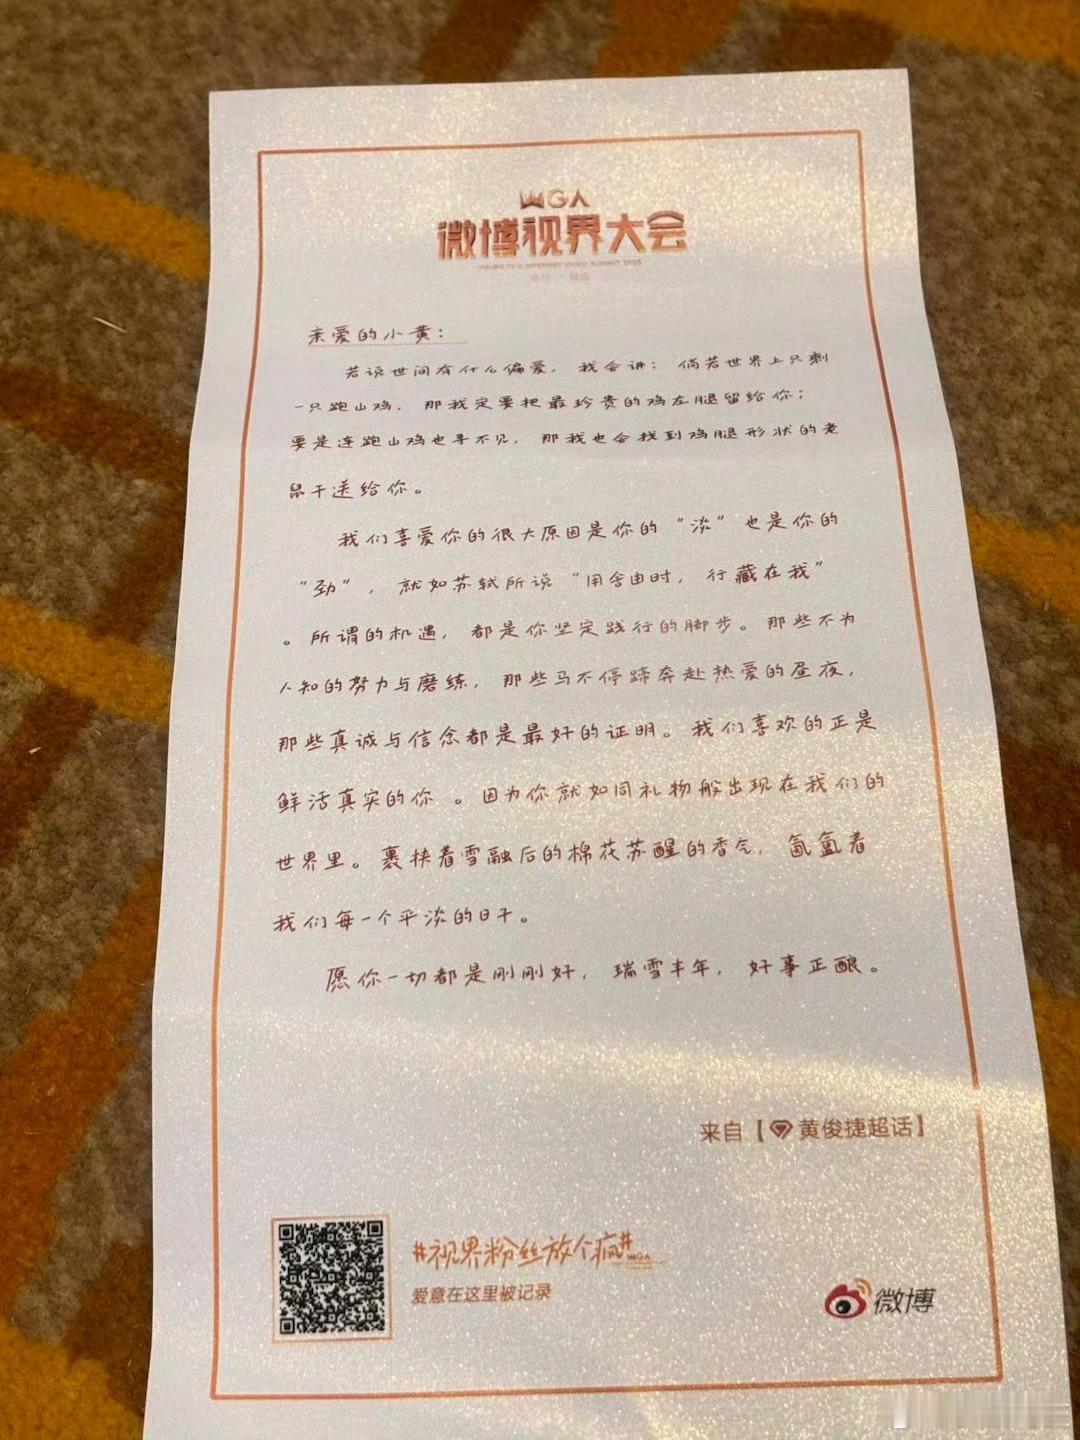 WGA
微博视界大会
WEIBO TV & INTERNET VIDEO SUMMIT 2023
亲爱的小黄：
若说世间有什么偏爱，我会讲：倘若世界上只剩
一只跑山鸡，那我定要把最珍贵的鸡左腿留给你；
要是连跑山鸡也寻不见，那我也会找到鸡腿形状的老
鼠干送给你。
我们喜爱你的很大原因是你的“淡”也是你的
“劲”，就如苏轼所说“用舍由时，行藏在我”
。所谓的机遇，都是你坚定践行的脚步。那些不为
人知的努力与磨练，那些马不停蹄奔赴热爱的昼夜，
那些真诚与信念都是最好的证明。我们喜欢的正是
鲜活真实的你 。因为你就如同礼物般出现在我们的
世界里。裹挟着雪融后的棉花苏醒的香气，氤氲着
我们每一个平淡的日子。
愿你一切都是刚刚好，瑞雪丰年，好事正酿。
来自【黄俊捷超话】
#视界粉丝放个疯#
WGA
爱意在这里被记录
微博